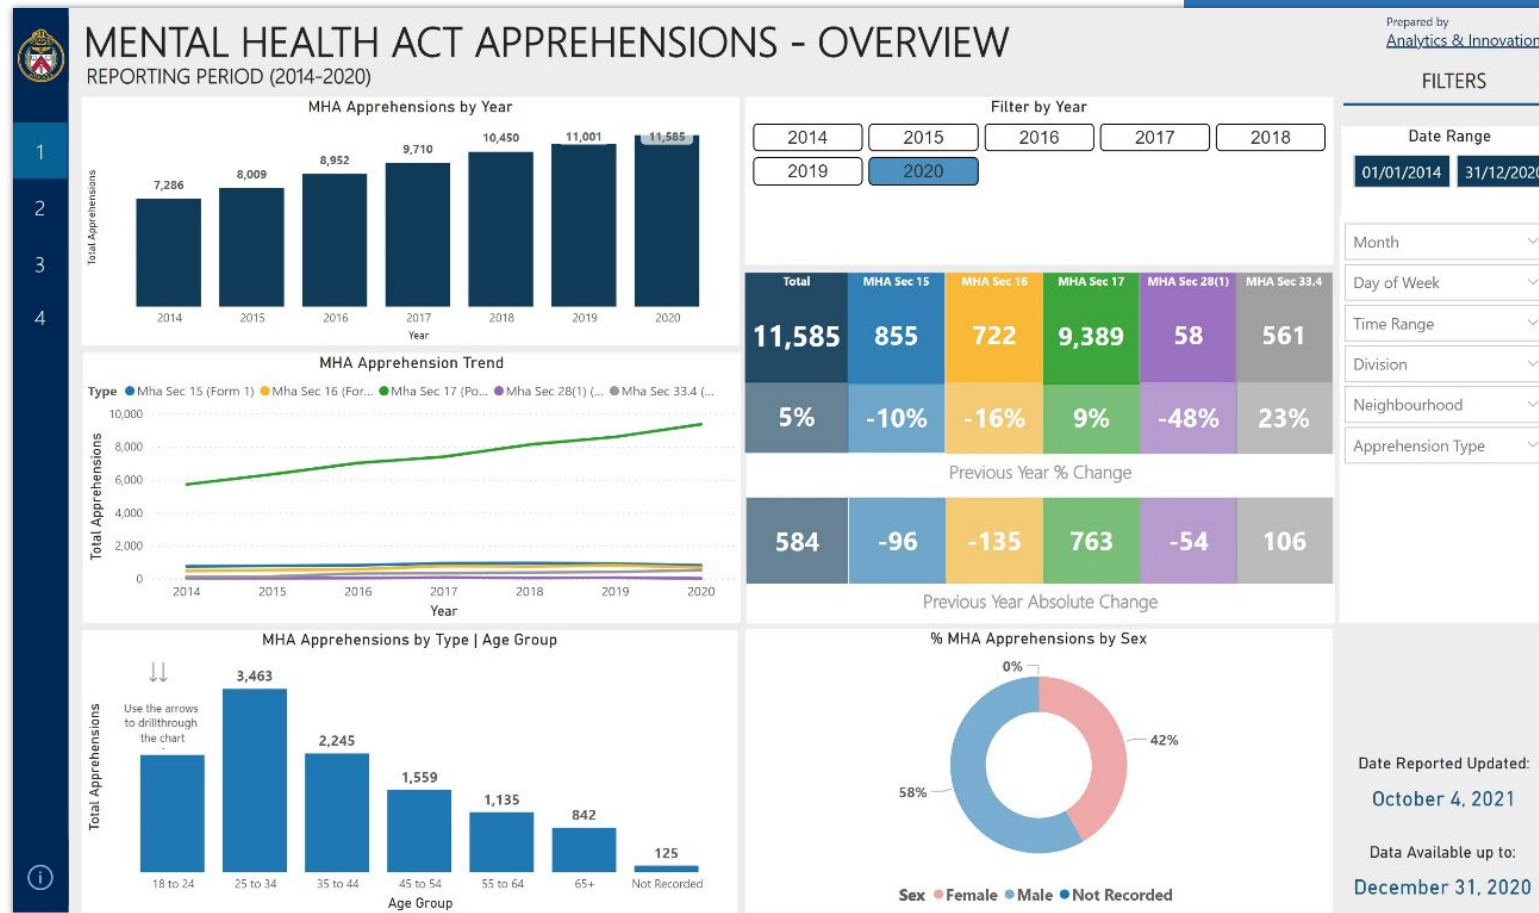 MENTAL HEALTH ACT APPREHENSIONS - OVERVIEW
REPORTING PERIOD (2014-2020)
Prepared by
Analytics & Innovation
FILTERS
1
2
3
4
MHA Apprehensions by Year
Total Apprehensions
7,286
8,009
8,952
9,710
10,450
11,001
11,585
2014 2015 2016 2017 2018 2019 2020
Year
Filter by Year
2014 2015 2016 2017 2018
2019 2020
Date Range
01/01/2014 31/12/2020
Month
Day of Week
Time Range
Division
Neighbourhood
Apprehension Type
Total MHA Sec 15 MHA Sec 16 MHA Sec 17 MHA Sec 28(1) MHA Sec 33.4
11,585 855 722 9,389 58 561
5% -10% -16% 9% -48% 23%
Previous Year % Change
584 -96 -135 763 -54 106
Previous Year Absolute Change
MHA Apprehension Trend
Type Mha Sec 15 (Form 1) Mha Sec 16 (For... Mha Sec 17 (Po... Mha Sec 28(1) (... Mha Sec 33.4 (...
Total Apprehensions
10,000
8,000
6,000
4,000
2,000
0
2014 2015 2016 2017 2018 2019 2020
Year
MHA Apprehensions by Type | Age Group
Use the arrows
to drillthrough
the chart
Total Apprehensions
3,463
2,245
1,559
1,135
842
125
18 to 24 25 to 34 35 to 44 45 to 54 55 to 64 65+ Not Recorded
Age Group
% MHA Apprehensions by Sex
0%
42%
58%
Sex Female Male Not Recorded
Date Reported Updated:
October 4, 2021
Data Available up to:
December 31, 2020